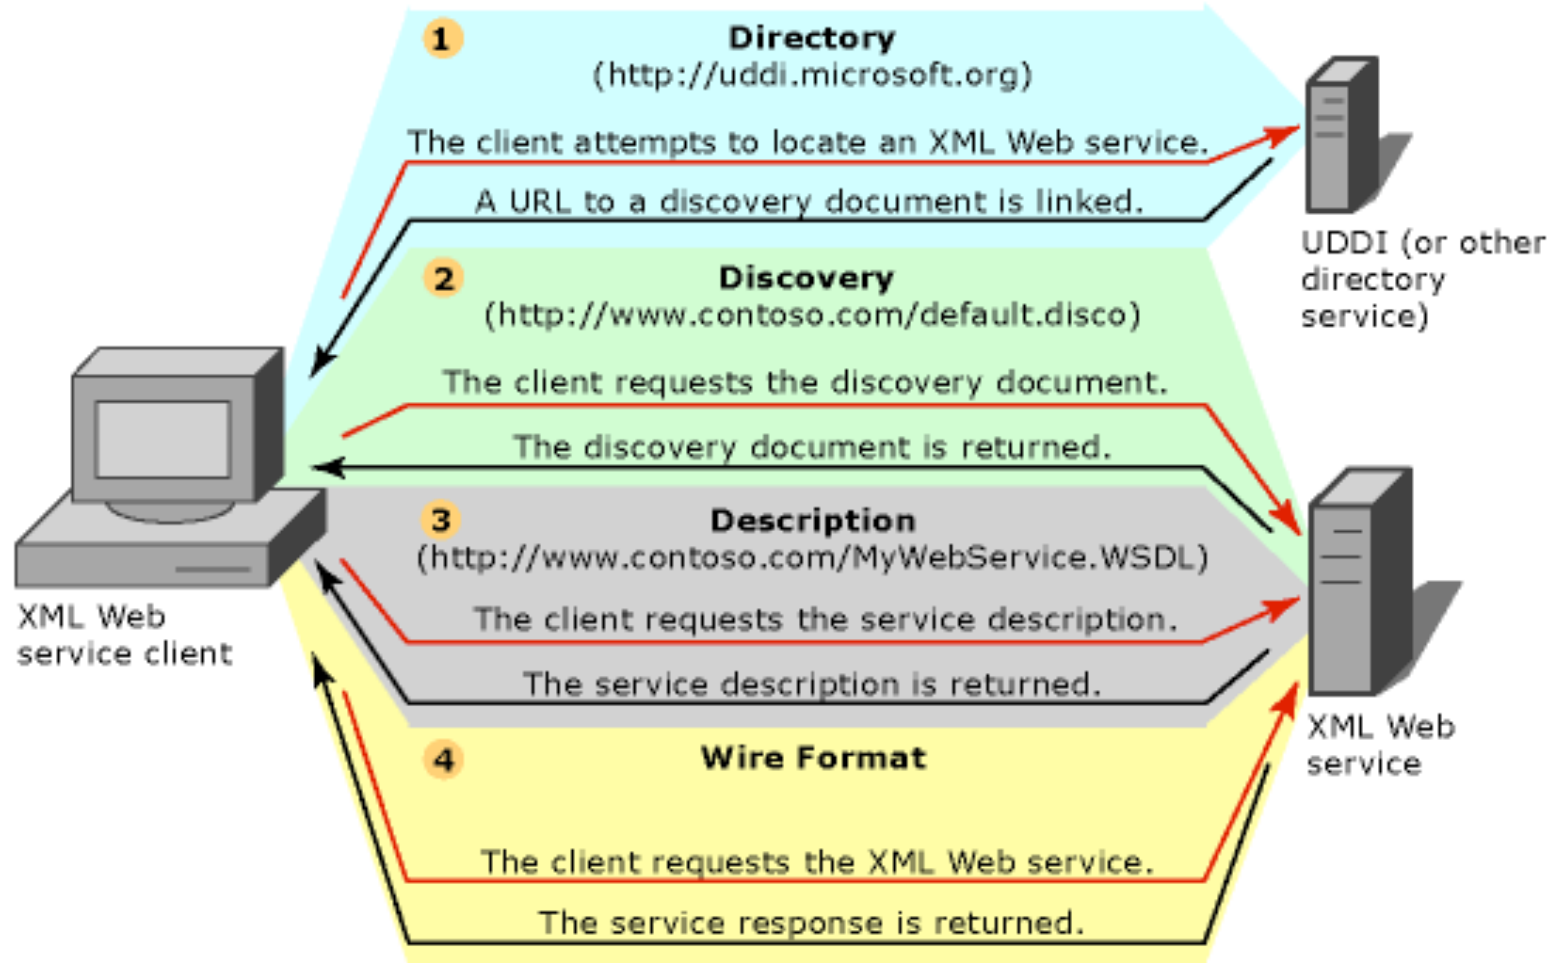 1
Directory
(http://uddi.microsoft.org)
The client attempts to locate an XML Web service.
A URL to a discovery document is linked.
UDDI (or other
directory
service)
2
Discovery
(http://www.contoso.com/default.disco)
The client requests the discovery document.
The discovery document is returned.
3
Description
(http://www.contoso.com/MyWebService.WSDL)
The client requests the service description.
The service description is returned.
XML Web
service client
XML Web
service
4
Wire Format
The client requests the XML Web service.
The service response is returned.